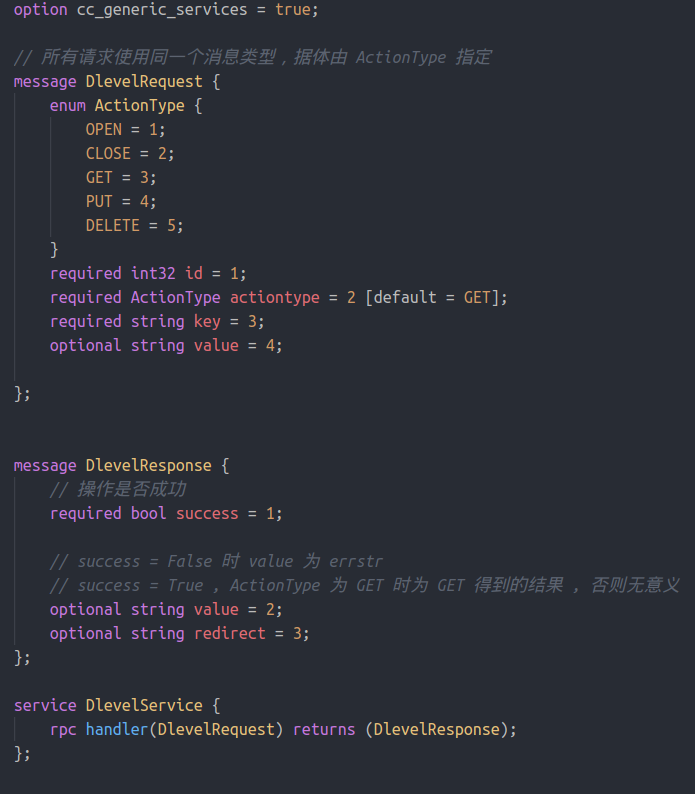 option cc_generic_services = true;
// 所有请求使用同一个消息类型，据体由 ActionType 指定
message DlevelRequest {
enum ActionType {
OPEN = 1;
CLOSE = 2;
GET = 3;
PUT = 4;
DELETE = 5;
}
required int32 id = 1;
required ActionType actiontype = 2 [default = GET];
required string key = 3;
optional string value = 4;
};
message DlevelResponse {
// 操作是否成功
required bool success = 1;
// success = False 时 value 为 errstr
// success = True ，ActionType 为 GET 时为 GET 得到的结果 ，否则无意义
optional string value = 2;
optional string redirect = 3;
};
service DlevelService {
rpc handler(DlevelRequest) returns (DlevelResponse);
};